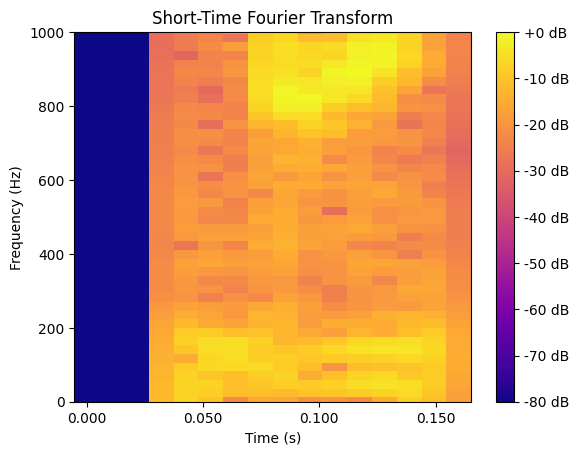 Short-Time Fourier Transform
1000
800
600
400
200
0
Frequency (Hz)
0.000
0.050
0.100
0.150
Time (s)
+0 dB
-10 dB
-20 dB
-30 dB
-40 dB
-50 dB
-60 dB
-70 dB
-80 dB